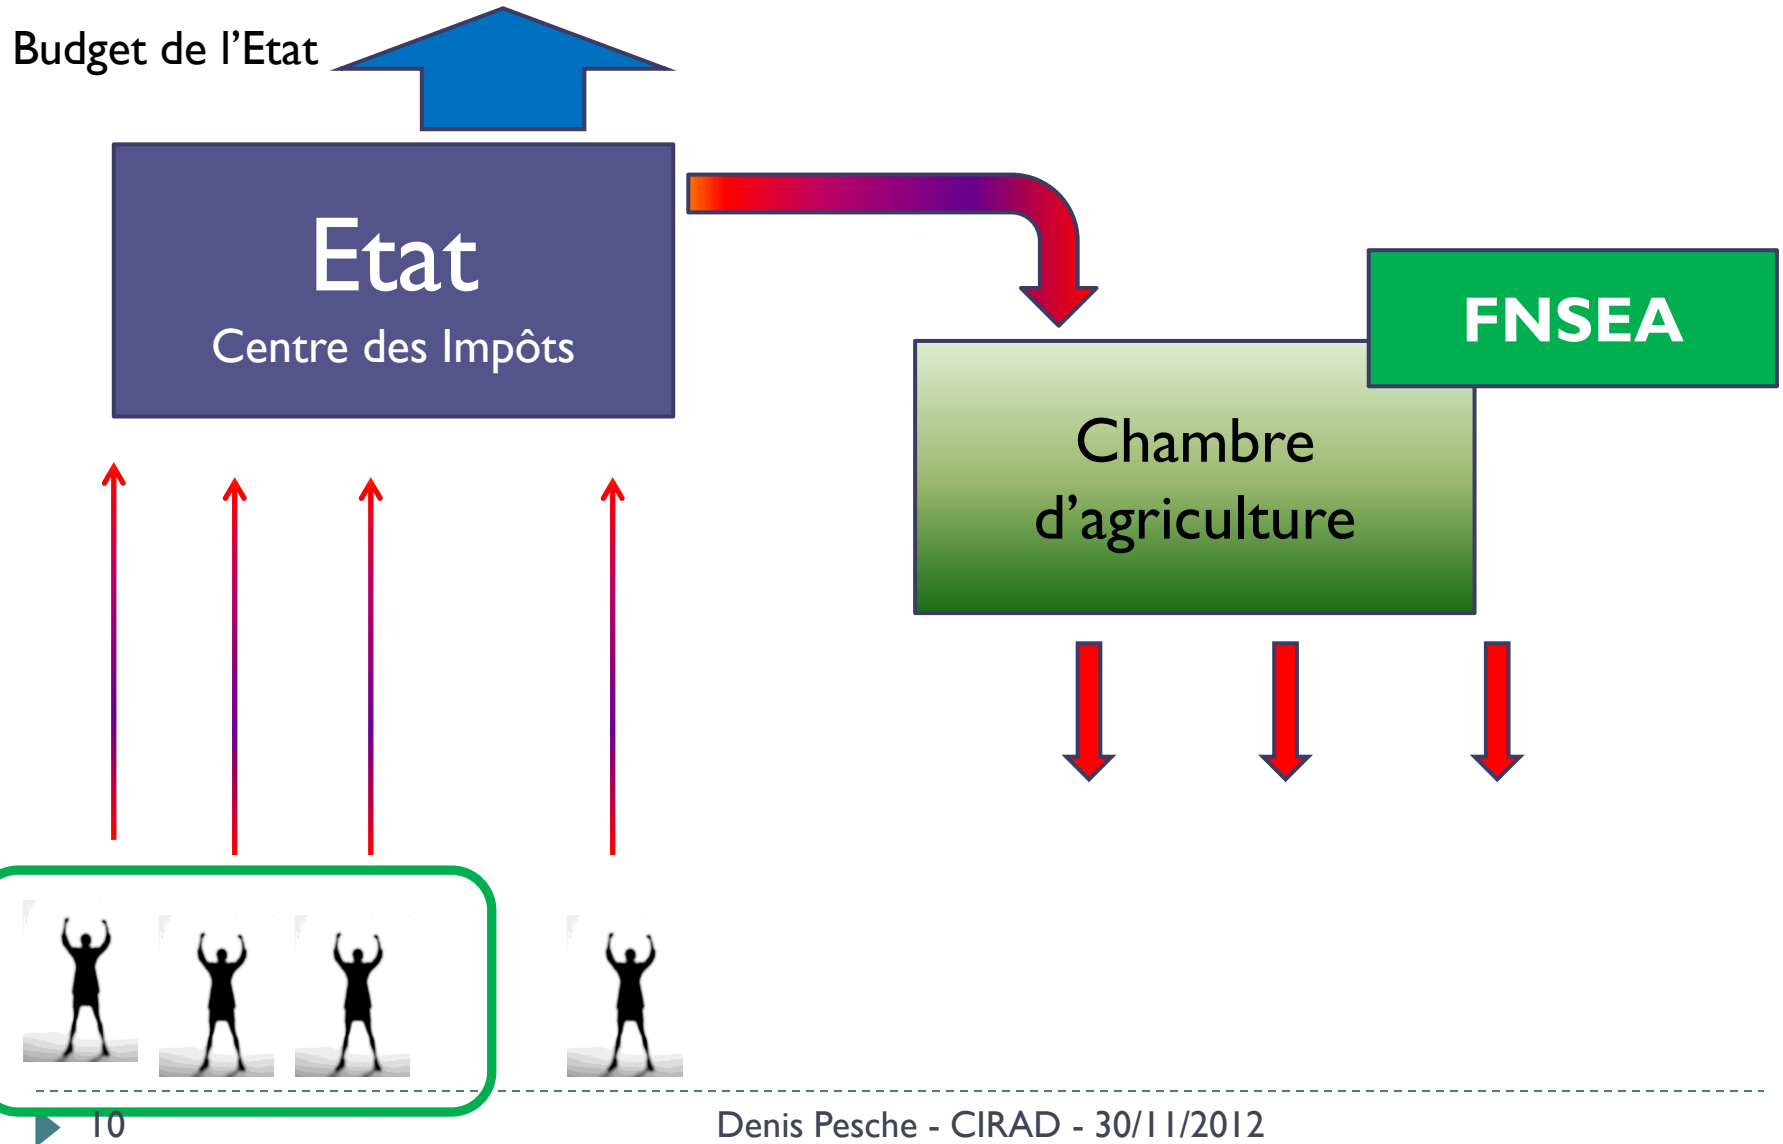 Budget de l’Etat
Etat
Centre des Impôts
FNSEA
Chambre
d’agriculture
10
Denis Pesche - CIRAD - 30/11/2012